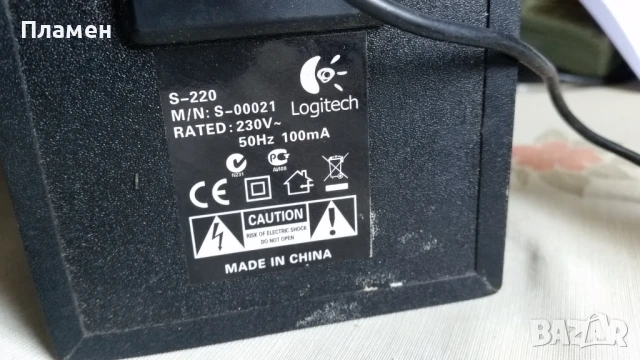 Пламен
S-220
M/N: S-00021
RATED: 230V~
50Hz 100mA
Logitech
N231
CE
CAUTION
RISK OF ELECTRIC SHOCK
DO NOT OPEN
MADE IN CHINA
BAZAR